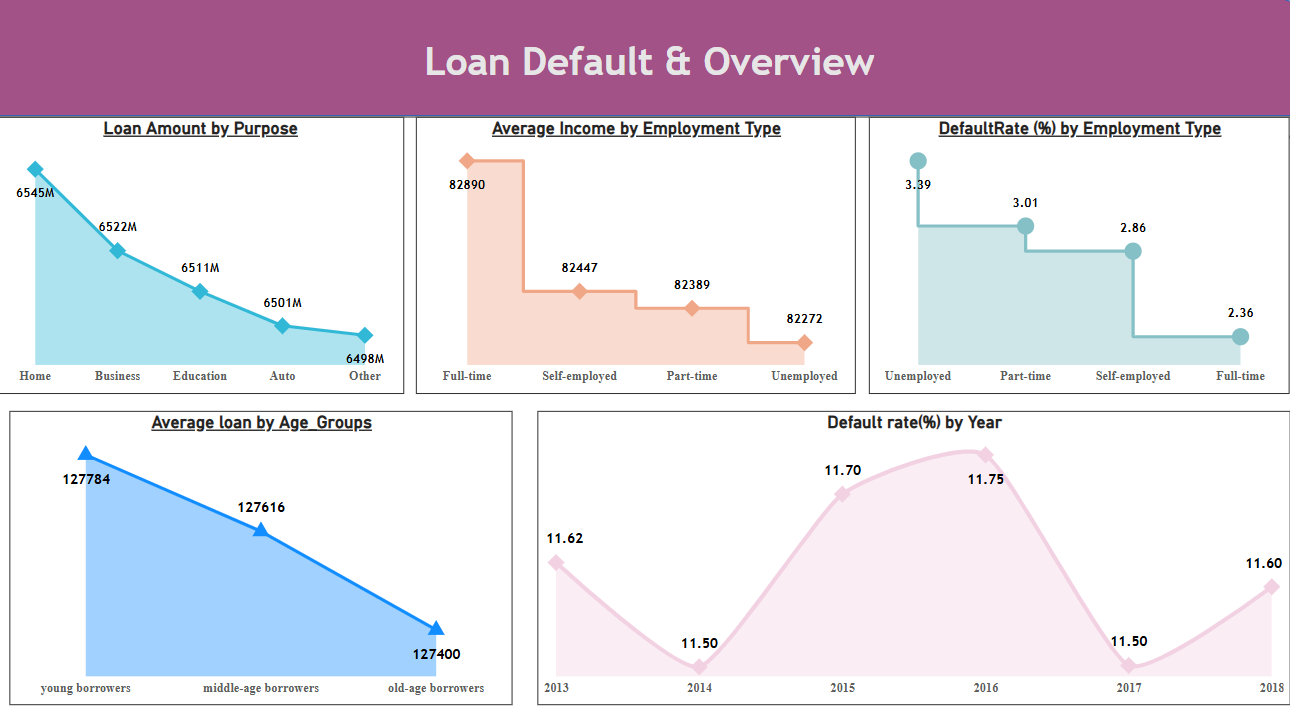 Loan Default & Overview
Loan Amount by Purpose
6545M
6522M
6511M
6501M
6498M
Home Business Education Auto Other
Average Income by Employment Type
82890
82447
82389
82272
Full-time Self-employed Part-time Unemployed
DefaultRate (%) by Employment Type
3.39
3.01
2.86
2.36
Unemployed Part-time Self-employed Full-time
Average loan by Age_Groups
127784
127616
127400
young borrowers middle-age borrowers old-age borrowers
Default rate(%) by Year
11.62
11.50
11.70
11.75
11.50
11.60
2013 2014 2015 2016 2017 2018